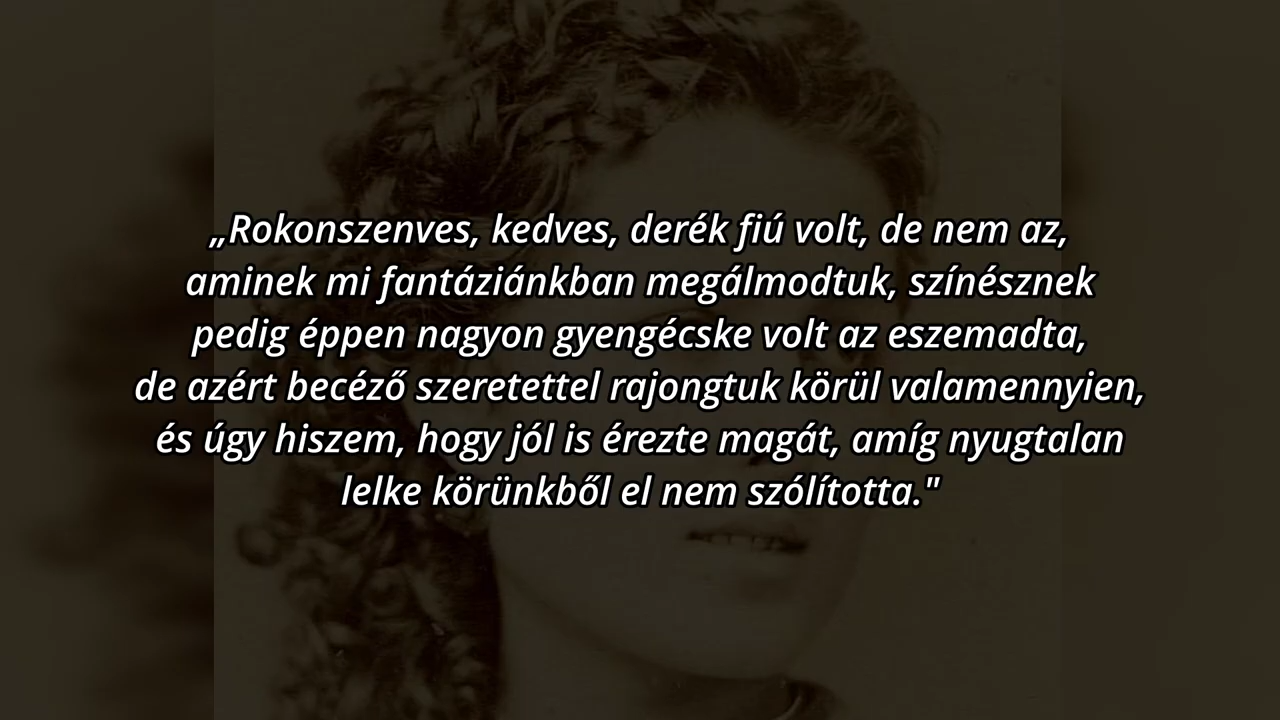 „Rokonszenves, kedves, derék fiú volt, de nem az,
aminek mi fantáziánkban megálmodtuk, színésznek
pedig éppen nagyon gyengécske volt az eszemadta,
de azért becéző szeretettel rajongtuk körül valamennyien,
és úgy hiszem, hogy jól is érezte magát, amíg nyugtalan
lelke körünkből el nem szólította."